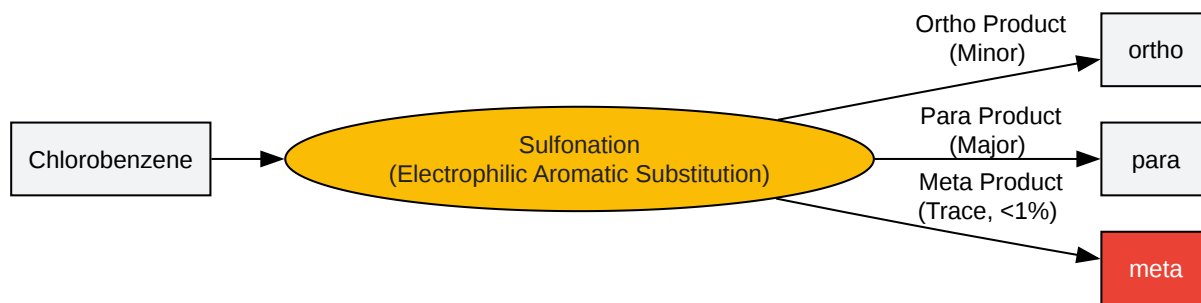 Chlorobenzene
Sulfonation
(Electrophilic Aromatic Substitution)
Ortho Product
(Minor)
ortho
Para Product
(Major)
para
Meta Product
(Trace, <1%)
meta